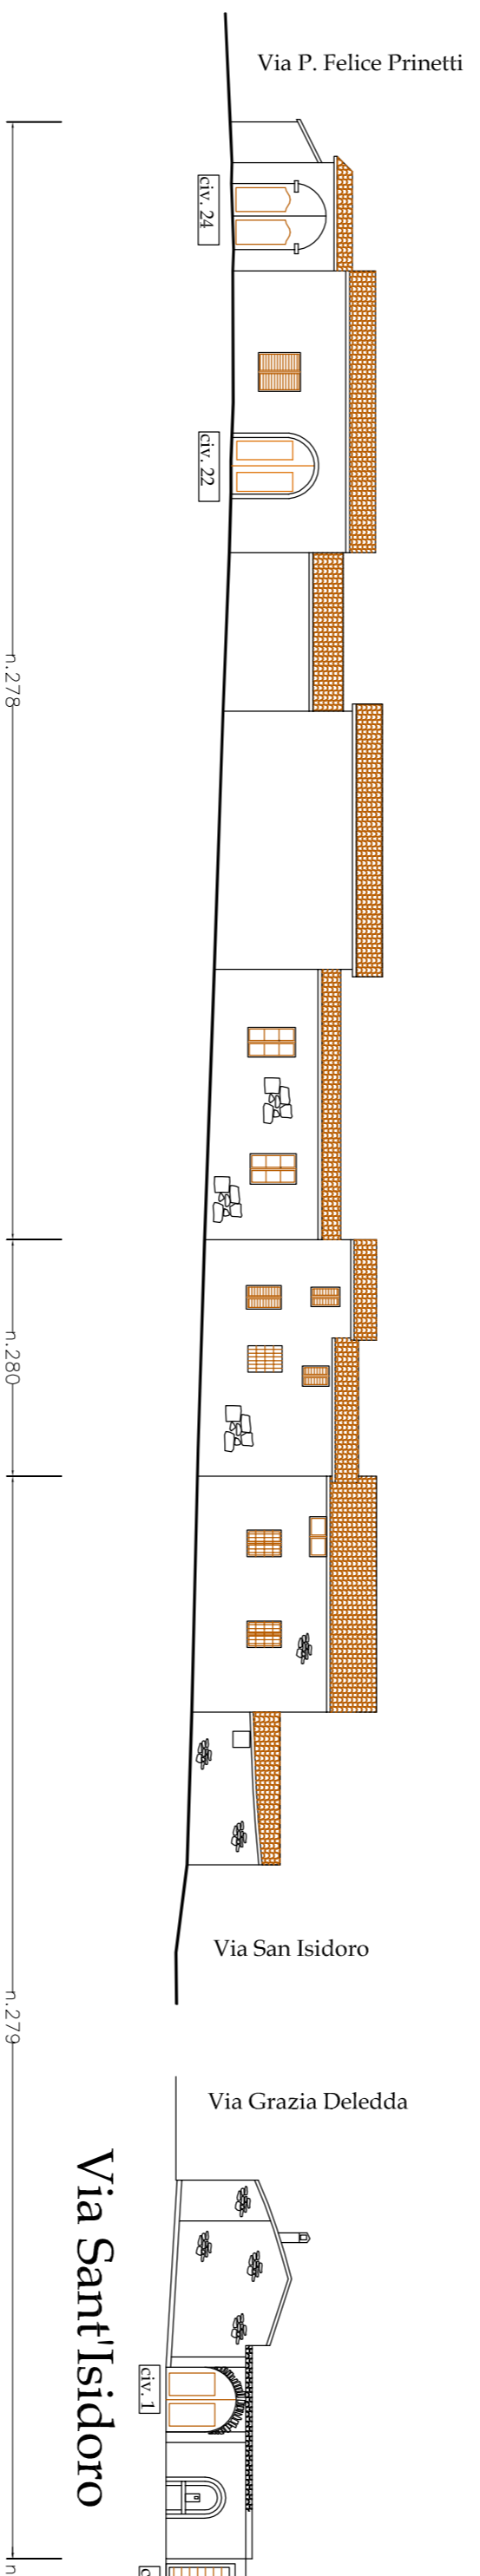 Via P. Felice Prinetti
civ. 24
civ. 22
n.278
n.280
Via San Isidoro
n.279
Via Grazia Deledda
Via Sant'Isidoro
civ. 1